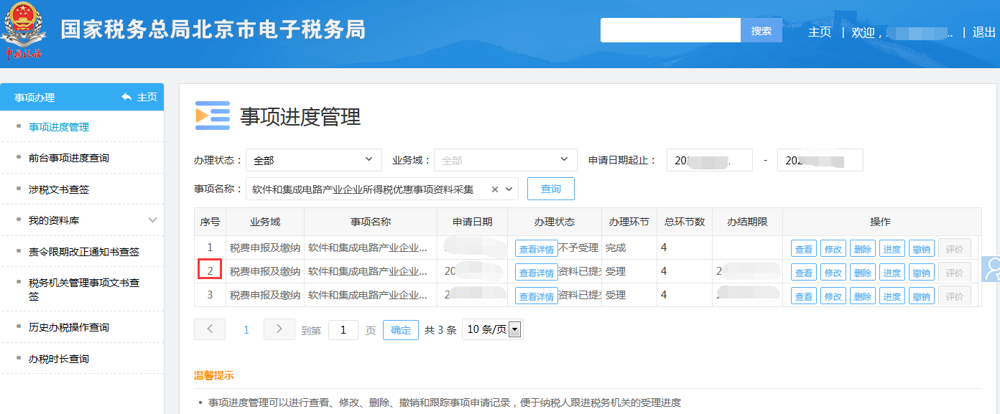 国家税务总局北京市电子税务局
搜索
主页 | 欢迎， .. | 退出
事项办理 主页
事项进度管理
前台事项进度查询
涉税文书查签
我的资料库
责令限期改正通知书查签
税务机关管理事项文书查
签
历史办税操作查询
办税时长查询
事项进度管理
办理状态： 全部 业务域： 全部 申请日期起止： 20 - 202
事项名称： 软件和集成电路产业企业所得税优惠事项资料采集 × 查询
序号 业务域 事项名称 申请日期 办理状态 办理环节 总环节数 办结期限 操作
1 税费申报及缴纳 软件和集成电路产业企业... 查看详情 不予受理 完成 4 查看 修改 删除 进度 撤销 评价
2 税费申报及缴纳 软件和集成电路产业企业... 20 查看详情 资料已提交 受理 4 2 查看 修改 删除 进度 撤销 评价
3 税费申报及缴纳 软件和集成电路产业企业... 2 查看详情 资料已提交 受理 4 查看 修改 删除 进度 撤销 评价
< 1 > 到第 1 页 确定 共 3 条 10 条/页
温馨提示
• 事项进度管理可以进行查看、修改、删除、撤销和跟踪事项申请记录，便于纳税人跟进税务机关的受理进度